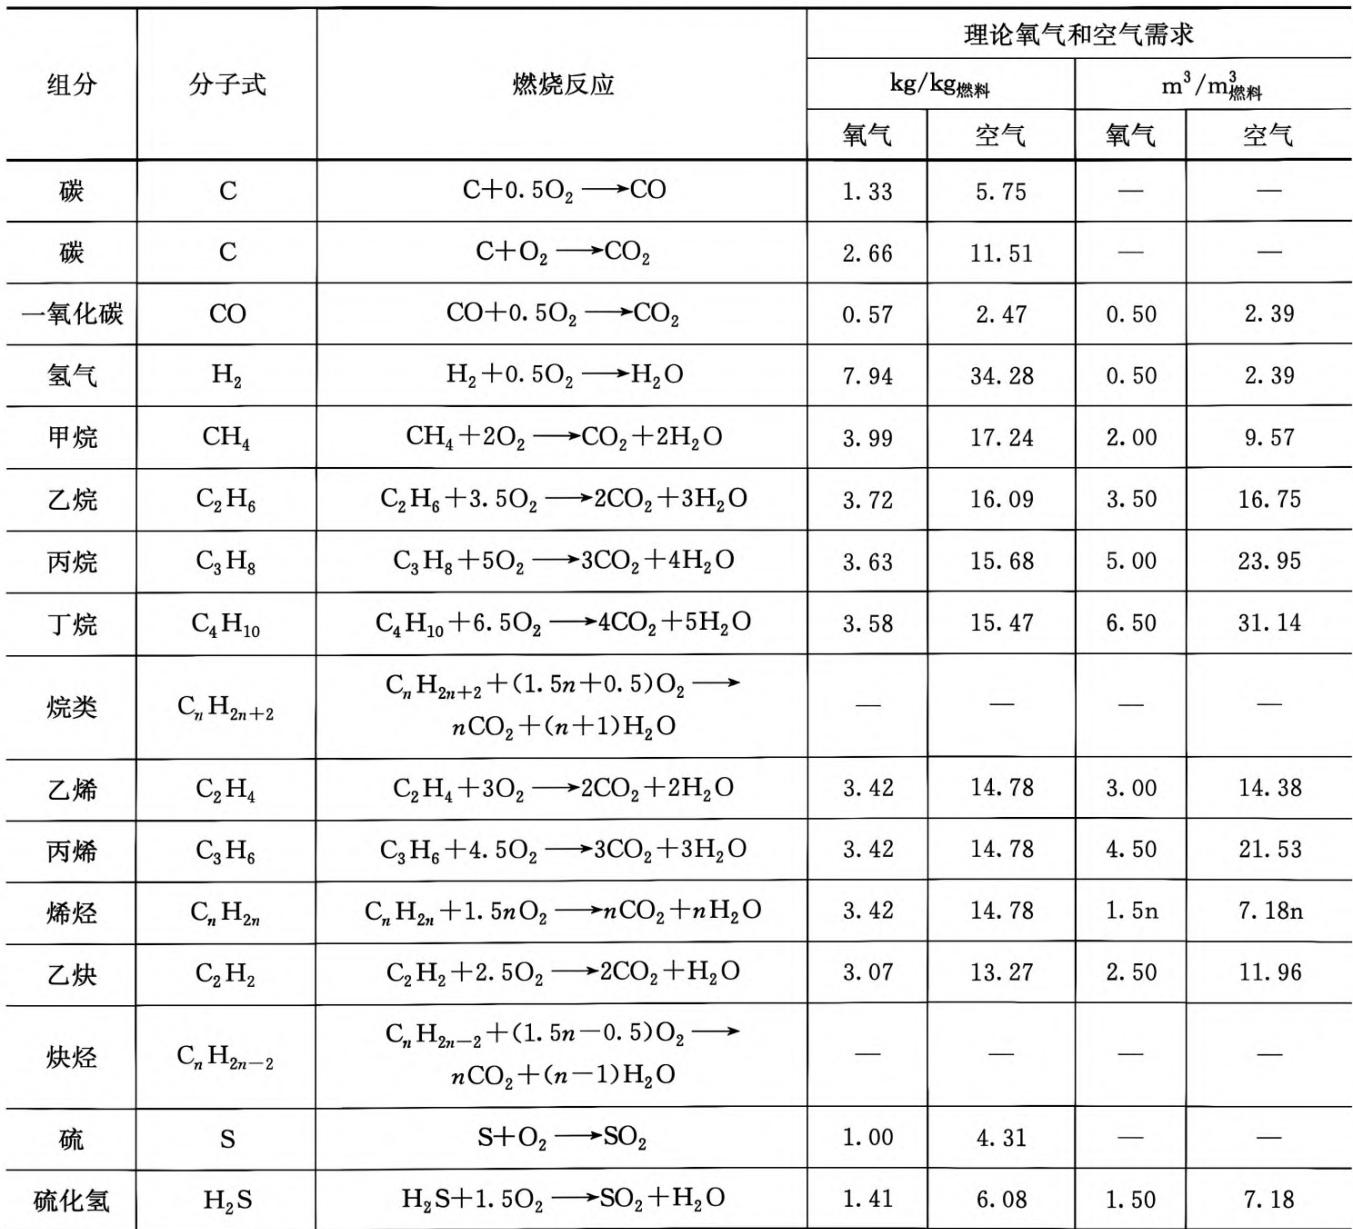 组分 分子式 燃烧反应 理论氧气和空气需求
kg/kg燃料 m³/m³燃料
氧气 空气 氧气 空气
碳 C C+0.5O₂⟶CO 1.33 5.75 — —
碳 C C+O₂⟶CO₂ 2.66 11.51 — —
一氧化碳 CO CO+0.5O₂⟶CO₂ 0.57 2.47 0.50 2.39
氢气 H₂ H₂+0.5O₂⟶H₂O 7.94 34.28 0.50 2.39
甲烷 CH₄ CH₄+2O₂⟶CO₂+2H₂O 3.99 17.24 2.00 9.57
乙烷 C₂H₆ C₂H₆+3.5O₂⟶2CO₂+3H₂O 3.72 16.09 3.50 16.75
丙烷 C₃H₈ C₃H₈+5O₂⟶3CO₂+4H₂O 3.63 15.68 5.00 23.95
丁烷 C₄H₁₀ C₄H₁₀+6.5O₂⟶4CO₂+5H₂O 3.58 15.47 6.50 31.14
烷类 CₙH₂ₙ₊₂ CₙH₂ₙ₊₂+(1.5n+0.5)O₂⟶ — — — —
nCO₂+(n+1)H₂O
乙烯 C₂H₄ C₂H₄+3O₂⟶2CO₂+2H₂O 3.42 14.78 3.00 14.38
丙烯 C₃H₆ C₃H₆+4.5O₂⟶3CO₂+3H₂O 3.42 14.78 4.50 21.53
烯烃 CₙH₂ₙ CₙH₂ₙ+1.5nO₂⟶nCO₂+nH₂O 3.42 14.78 1.5n 7.18n
乙炔 C₂H₂ C₂H₂+2.5O₂⟶2CO₂+H₂O 3.07 13.27 2.50 11.96
炔烃 CₙH₂ₙ₋₂ CₙH₂ₙ₋₂+(1.5n−0.5)O₂⟶ — — — —
nCO₂+(n−1)H₂O
硫 S S+O₂⟶SO₂ 1.00 4.31 — —
硫化氢 H₂S H₂S+1.5O₂⟶SO₂+H₂O 1.41 6.08 1.50 7.18